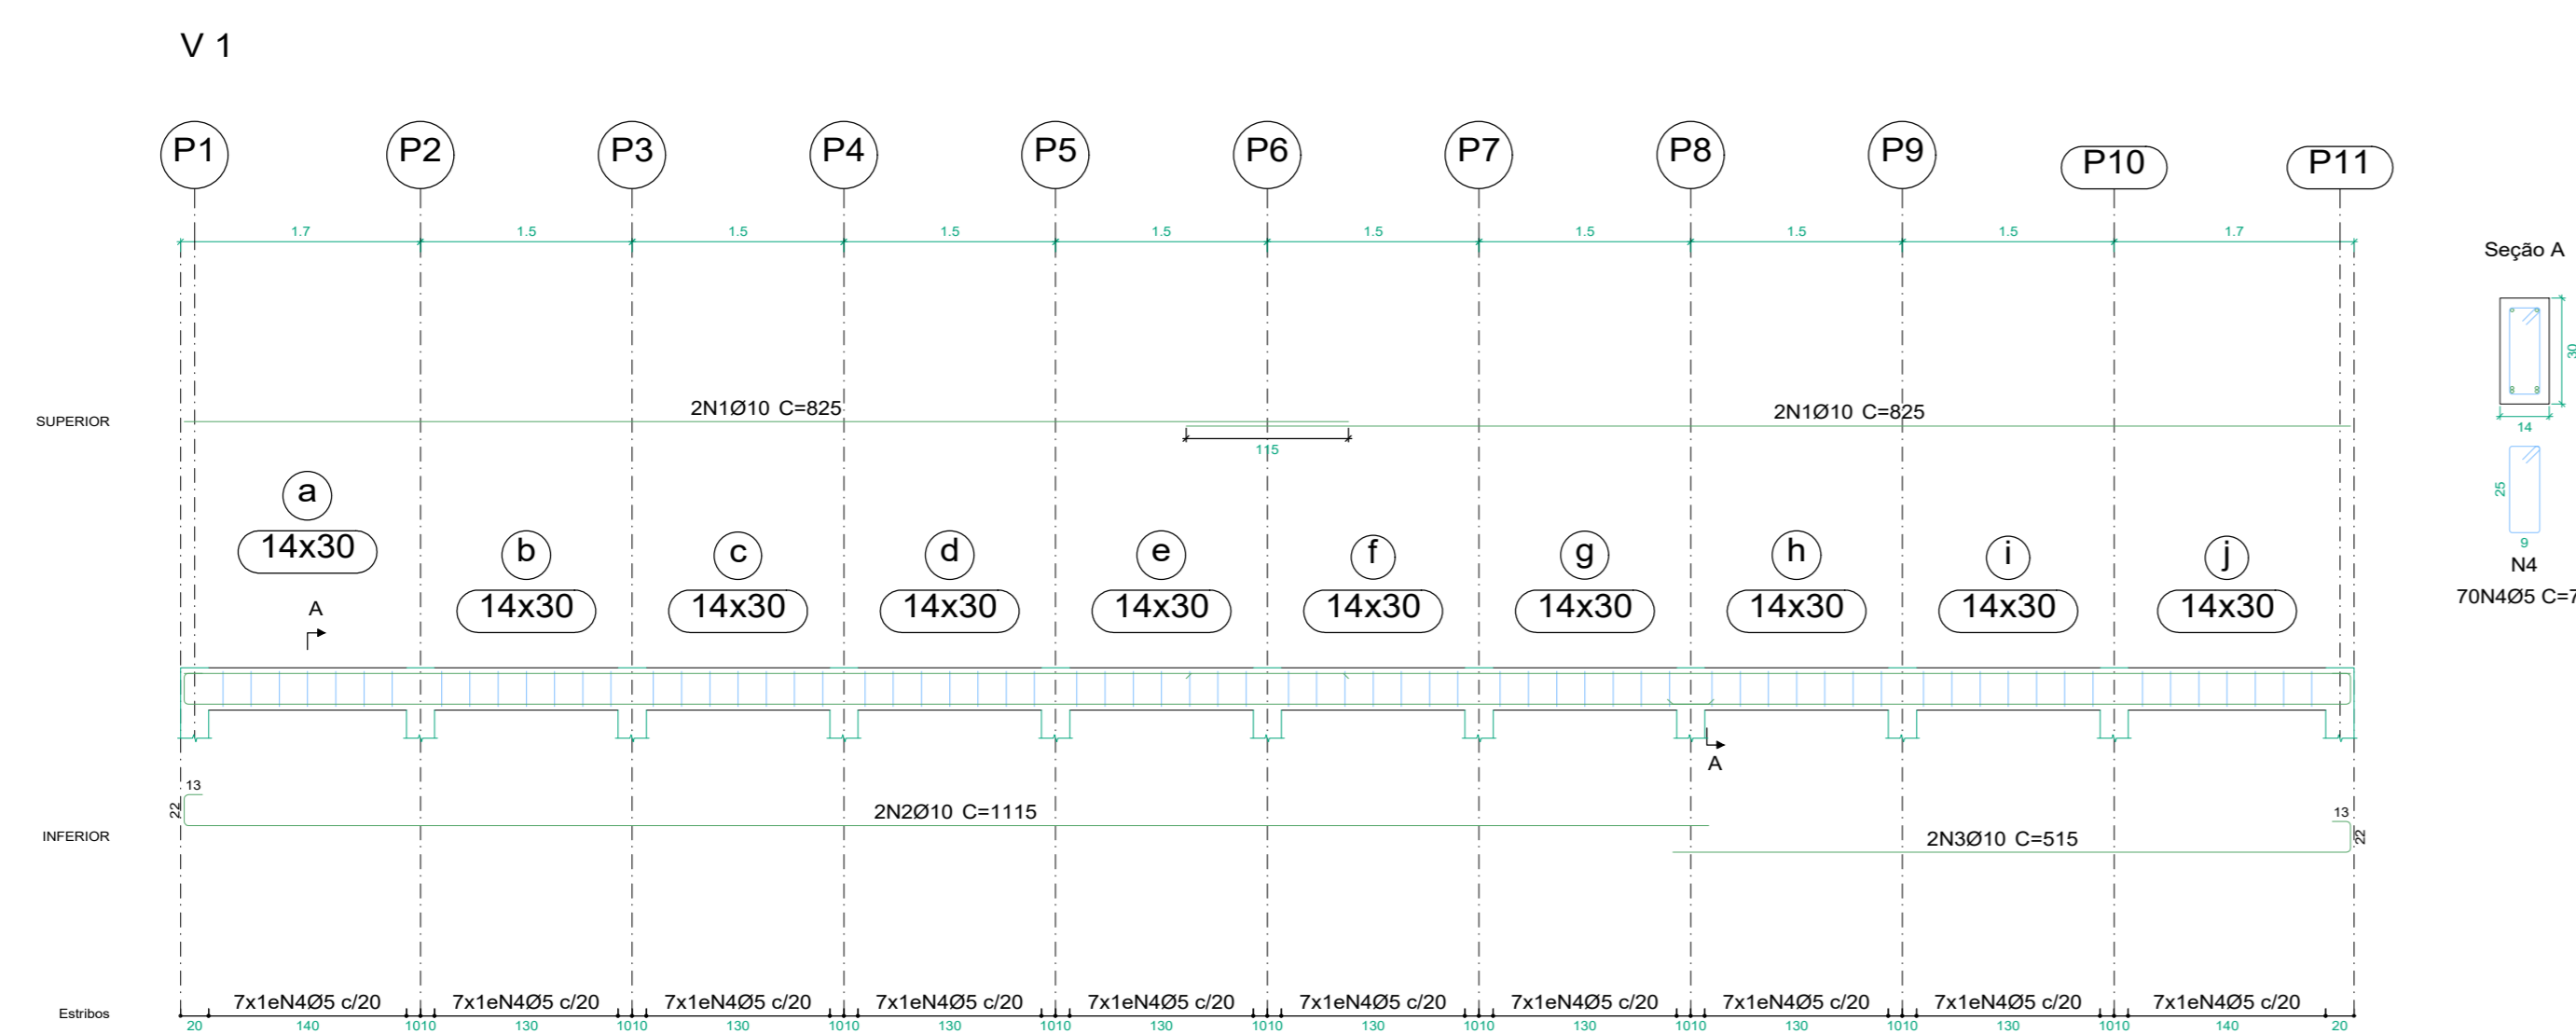 V 1
P1 P2 P3 P4 P5 P6 P7 P8 P9 P10 P11
1.7 1.5 1.5 1.5 1.5 1.5 1.5 1.5 1.5 1.7
Seção A
30
14
SUPERIOR
2N1Ø10 C=825
2N1Ø10 C=825
115
a b c d e f g h i j
14x30 14x30 14x30 14x30 14x30 14x30 14x30 14x30 14x30 14x30
25
9
N4
70N4Ø5 C=7
A
A
INFERIOR
13
22
2N2Ø10 C=1115
13
22
2N3Ø10 C=515
Estribos
7x1eN4Ø5 c/20 7x1eN4Ø5 c/20 7x1eN4Ø5 c/20 7x1eN4Ø5 c/20 7x1eN4Ø5 c/20 7x1eN4Ø5 c/20 7x1eN4Ø5 c/20 7x1eN4Ø5 c/20 7x1eN4Ø5 c/20 7x1eN4Ø5 c/20
20 140 1010 130 1010 130 1010 130 1010 130 1010 130 1010 130 1010 130 1010 130 1010 140 20